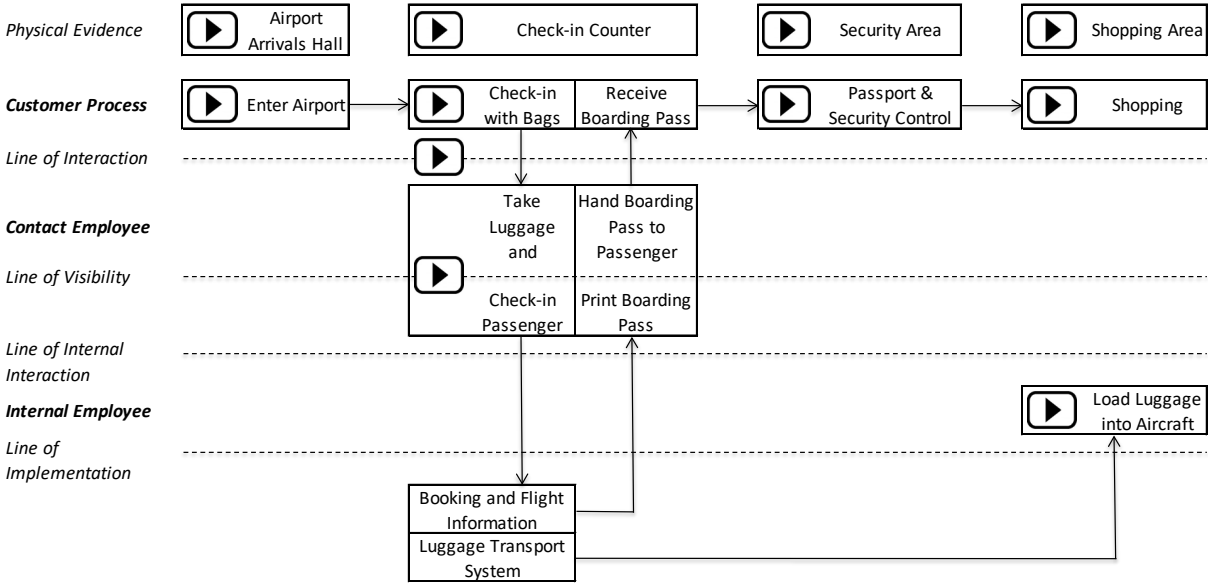 Physical Evidence
Airport
Arrivals Hall
Check-in Counter
Security Area
Shopping Area
Customer Process
Enter Airport
Check-in
with Bags
Receive
Boarding Pass
Passport &
Security Control
Shopping
Line of Interaction
Contact Employee
Take
Luggage
and
Hand Boarding
Pass to
Passenger
Line of Visibility
Check-in
Passenger
Print Boarding
Pass
Line of Internal
Interaction
Internal Employee
Load Luggage
into Aircraft
Line of
Implementation
Booking and Flight
Information
Luggage Transport
System